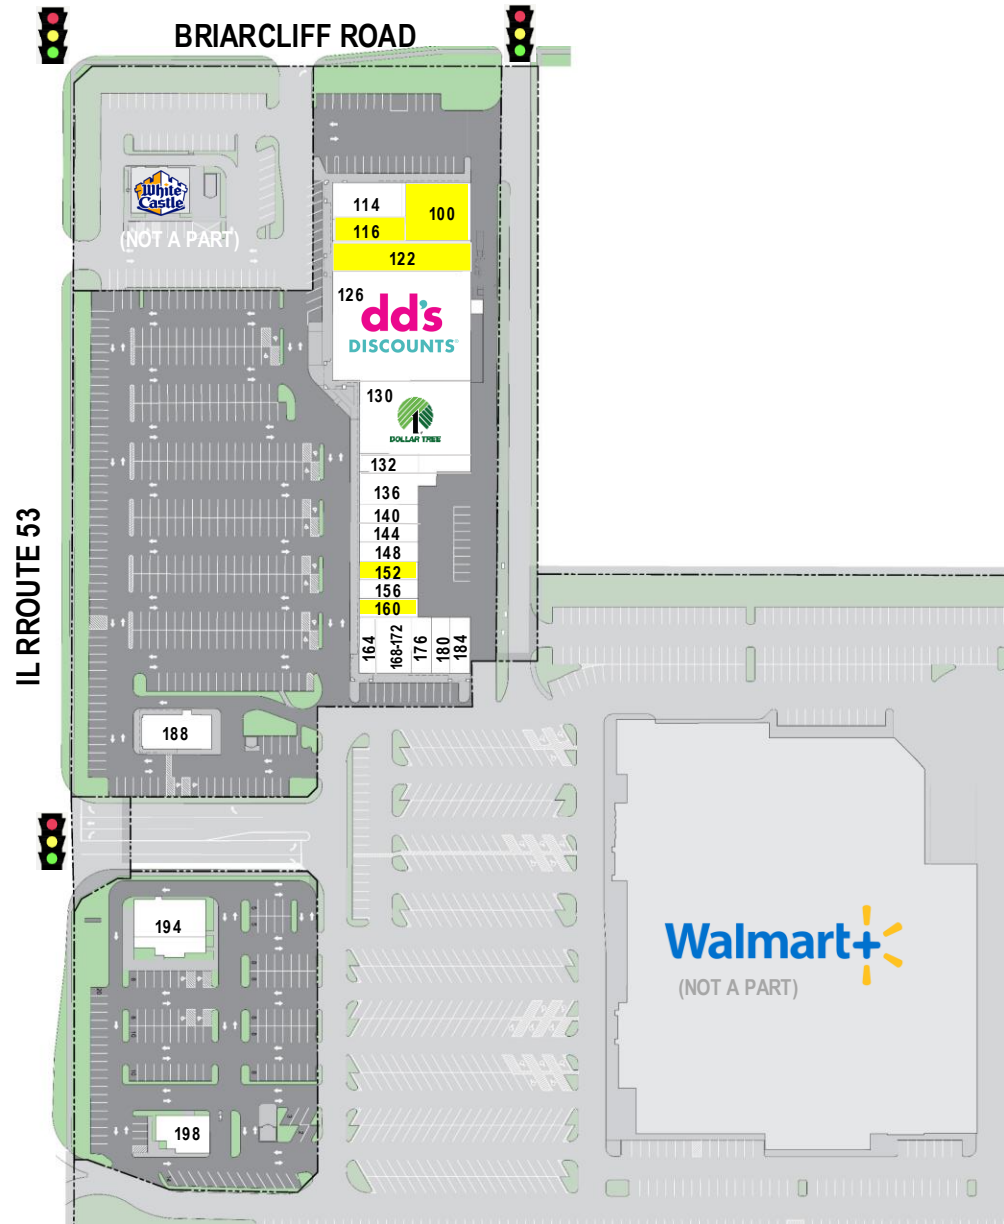 BRIARCLIFF ROAD
White
Castle
(NOT A PART)
114
100
116
122
126
dd's
DISCOUNTS
130
DOLLAR TREE
132
136
140
144
148
152
156
160
164
168-172
176
180
184
IL RROUTE 53
188
194
Walmart+
(NOT A PART)
198